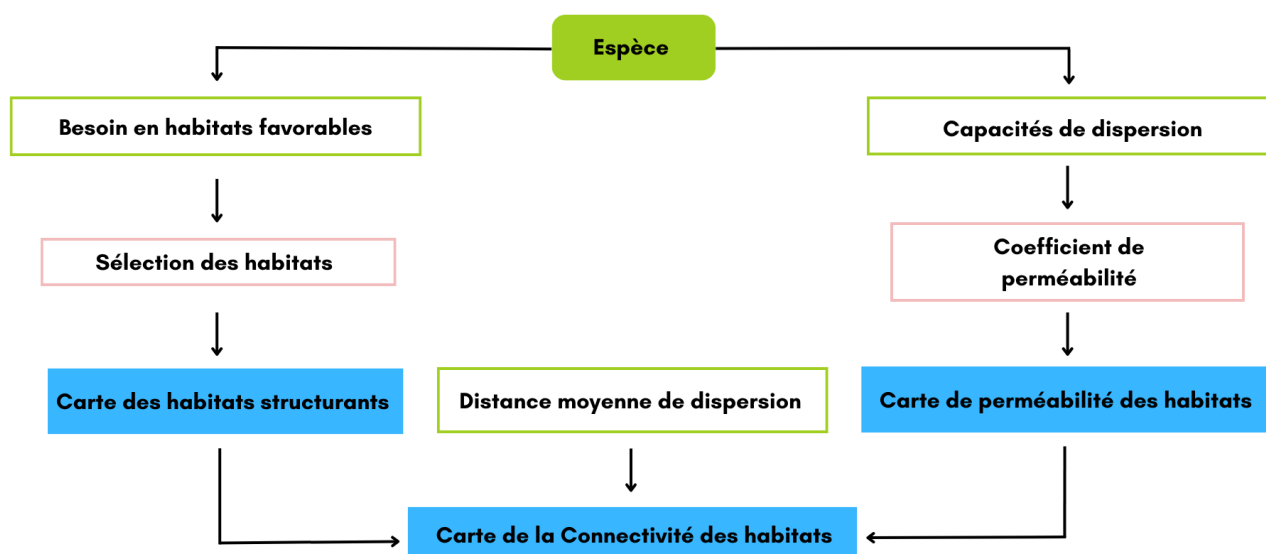 Espèce
Besoin en habitats favorables
Capacités de dispersion
Sélection des habitats
Coefficient de
perméabilité
Carte des habitats structurants
Distance moyenne de dispersion
Carte de perméabilité des habitats
Carte de la Connectivité des habitats